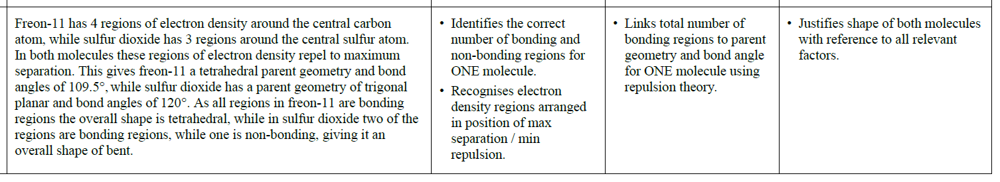 Freon-11 has 4 regions of electron density around the central carbon
atom, while sulfur dioxide has 3 regions around the central sulfur atom.
In both molecules these regions of electron density repel to maximum
separation. This gives freon-11 a tetrahedral parent geometry and bond
angles of 109.5°, while sulfur dioxide has a parent geometry of trigonal
planar and bond angles of 120°. As all regions in freon-11 are bonding
regions the overall shape is tetrahedral, while in sulfur dioxide two of the
regions are bonding regions, while one is non-bonding, giving it an
overall shape of bent.
• Identifies the correct
number of bonding and
non-bonding regions for
ONE molecule.
• Recognises electron
density regions arranged
in position of max
separation / min
repulsion.
• Links total number of
bonding regions to parent
geometry and bond angle
for ONE molecule using
repulsion theory.
• Justifies shape of both molecules
with reference to all relevant
factors.